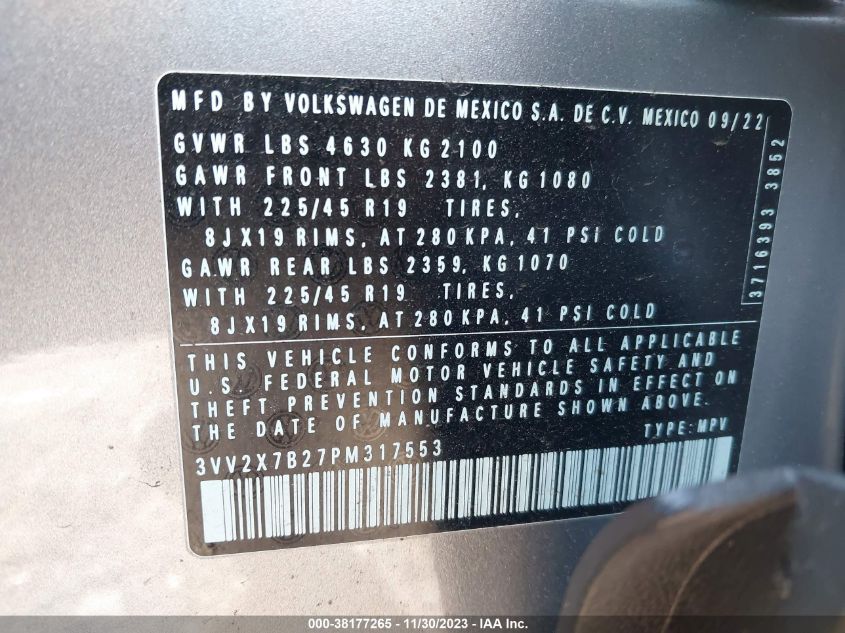 MFD BY VOLKSWAGEN DE MEXICO S.A. DE C.V. MEXICO 09/22
GVWR LBS 4630 KG 2100
GAWR FRONT LBS 2381, KG 1080
WITH 225/45 R19 TIRES,
8JX19 RIMS, AT 280 KPA, 41 PSI COLD
GAWR REAR LBS 2359, KG 1070
WITH 225/45 R19 TIRES,
8JX19 RIMS, AT 280 KPA, 41 PSI COLD
3716393 3852
THIS VEHICLE CONFORMS TO ALL APPLICABLE
U.S. FEDERAL MOTOR VEHICLE SAFETY AND
THEFT PREVENTION STANDARDS IN EFFECT ON
THE DATE OF MANUFACTURE SHOWN ABOVE.
TYPE: MPV
3VV2X7B27PM317553
000-38177265 - 11/30/2023 - IAA Inc.